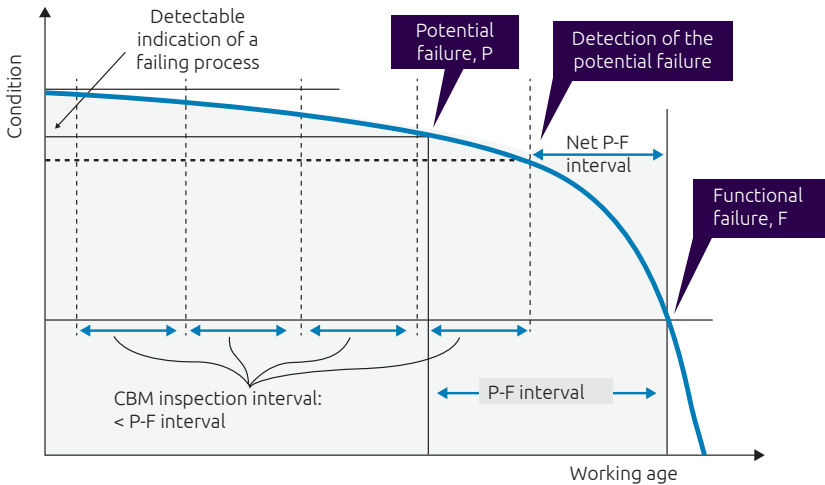 Detectable
indication of a
failing process
Potential
failure, P
Detection of the
potential failure
Condition
Net P-F
interval
Functional
failure, F
CBM inspection interval:
< P-F interval
P-F interval
Working age